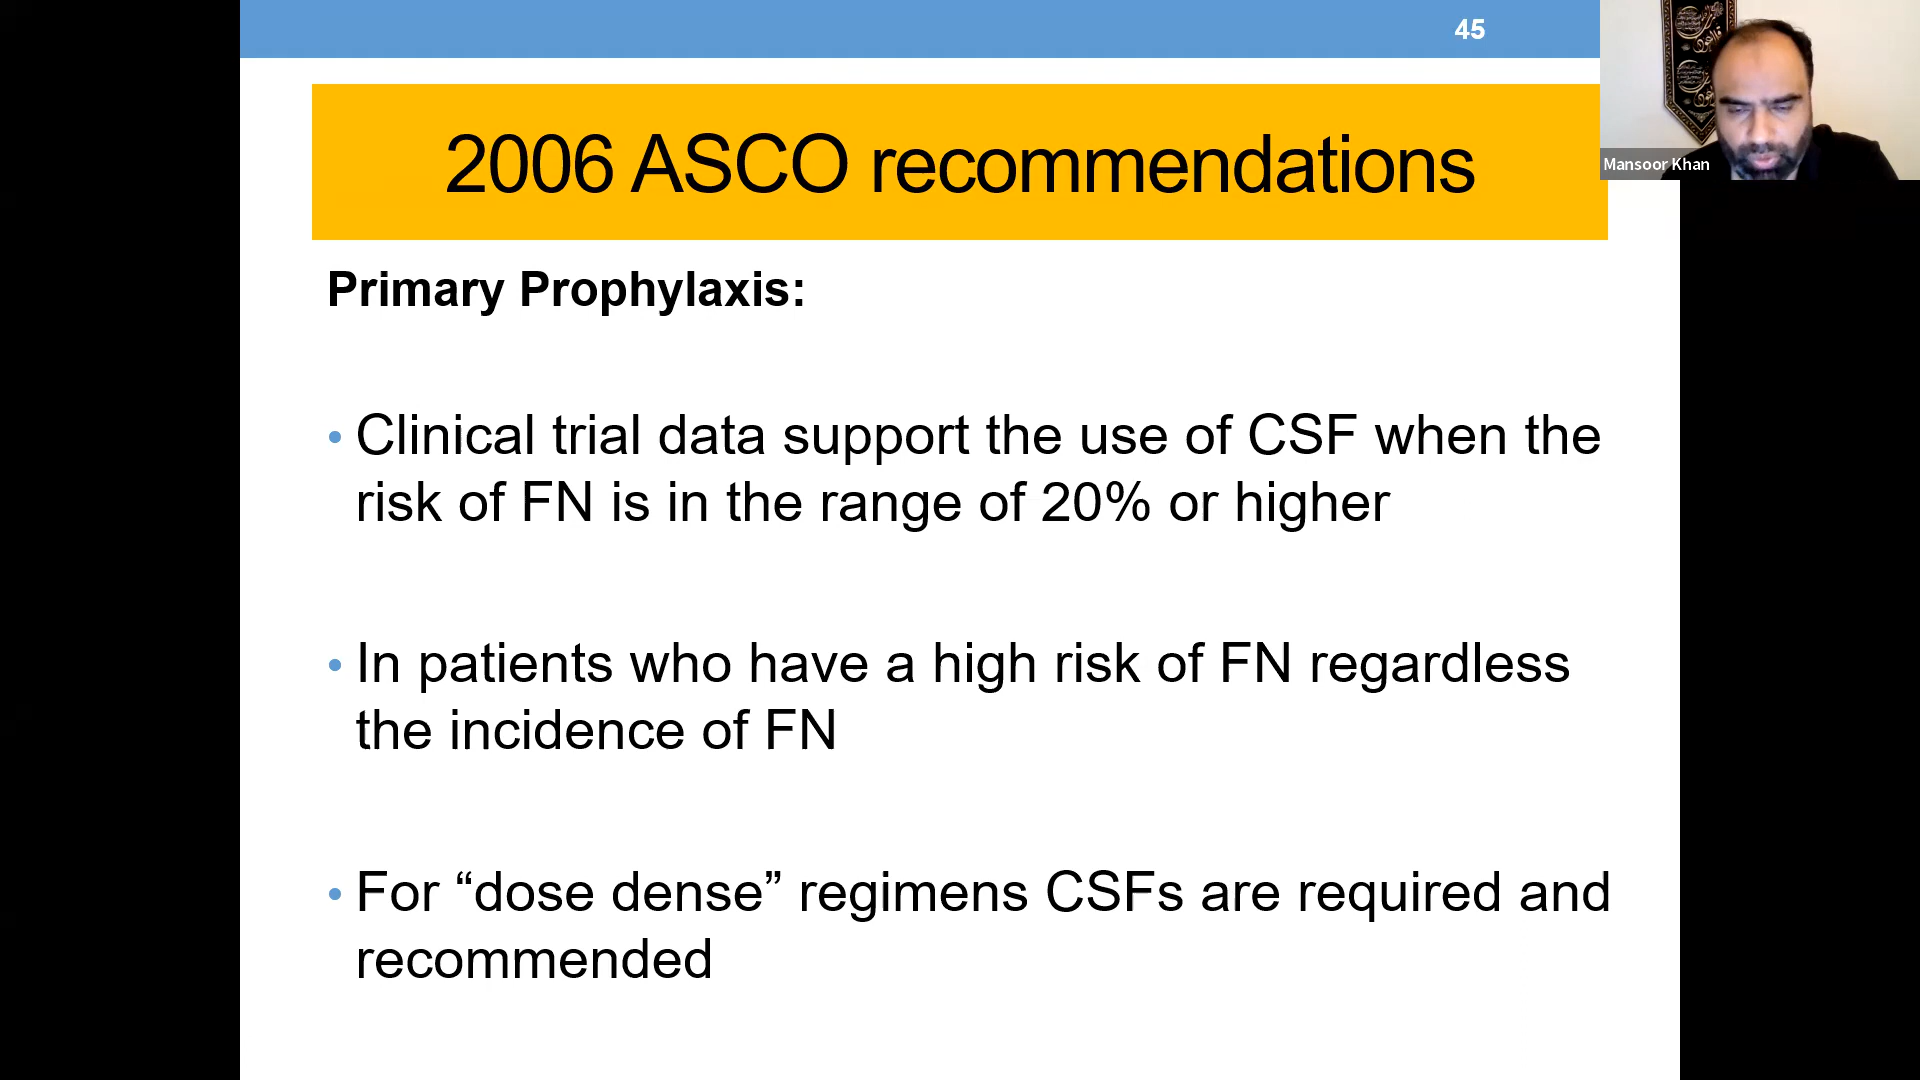 45
2006 ASCO recommendations
Mansoor Khan
Primary Prophylaxis:
• Clinical trial data support the use of CSF when the
risk of FN is in the range of 20% or higher
• In patients who have a high risk of FN regardless
the incidence of FN
• For “dose dense” regimens CSFs are required and
recommended